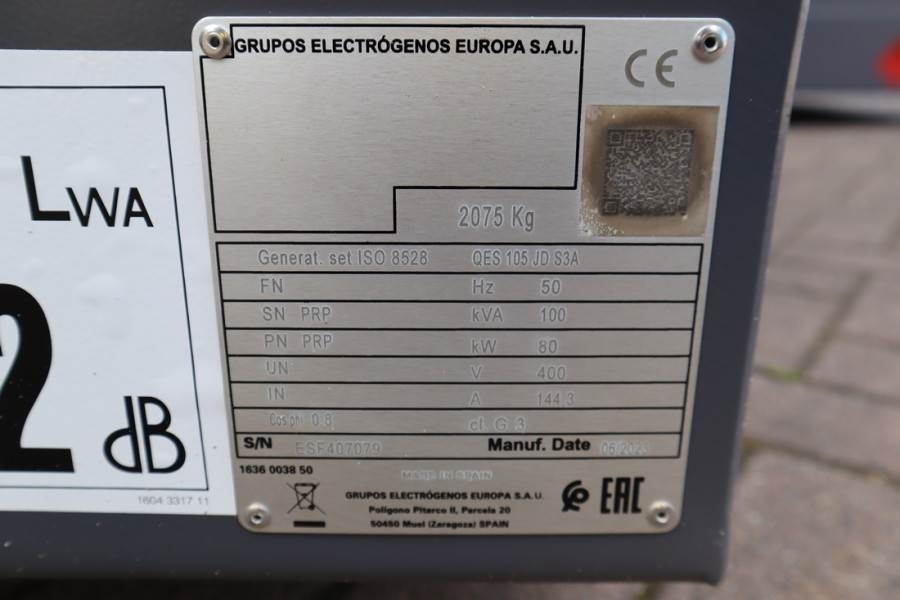 LWA
2
dB
1604 3317 11
GRUPOS ELECTRÓGENOS EUROPA S.A.U.
CE
2075 Kg
Generat. set ISO 8528 QES 105 JD S3A
FN Hz 50
SN PRP kVA 100
PN PRP kW 80
UN V 400
IN A 144,3
Cos phi 0,8 cl. G 3
S/N ESF407079 Manuf. Date 06/2023
1636 0038 50
MADE IN SPAIN
GRUPOS ELECTRÓGENOS EUROPA S.A.U.
Polígono Pitarco II, Parcela 20
50450 Muel (Zaragoza) SPAIN
EAC